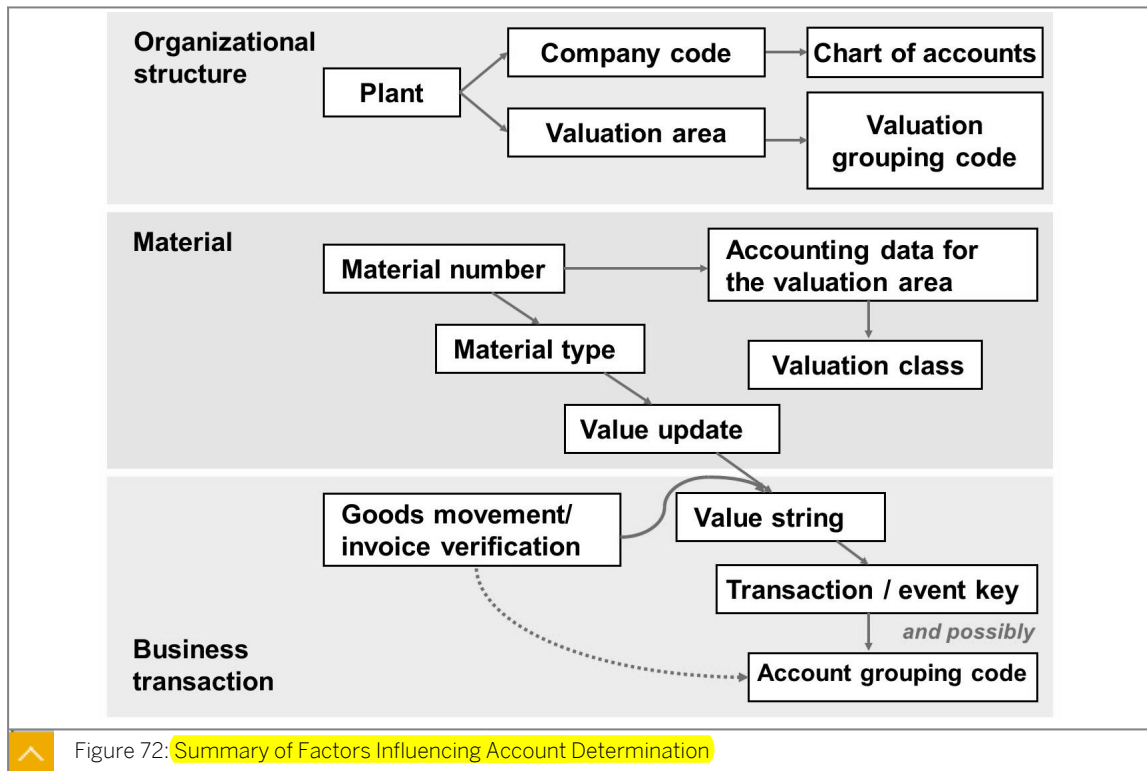 Organizational
structure
Plant
Company code
Chart of accounts
Valuation area
Valuation
grouping code
Material
Material number
Accounting data for
the valuation area
Material type
Valuation class
Value update
Goods movement/
invoice verification
Value string
Transaction / event key
and possibly
Business
transaction
Account grouping code
Figure 72: Summary of Factors Influencing Account Determination